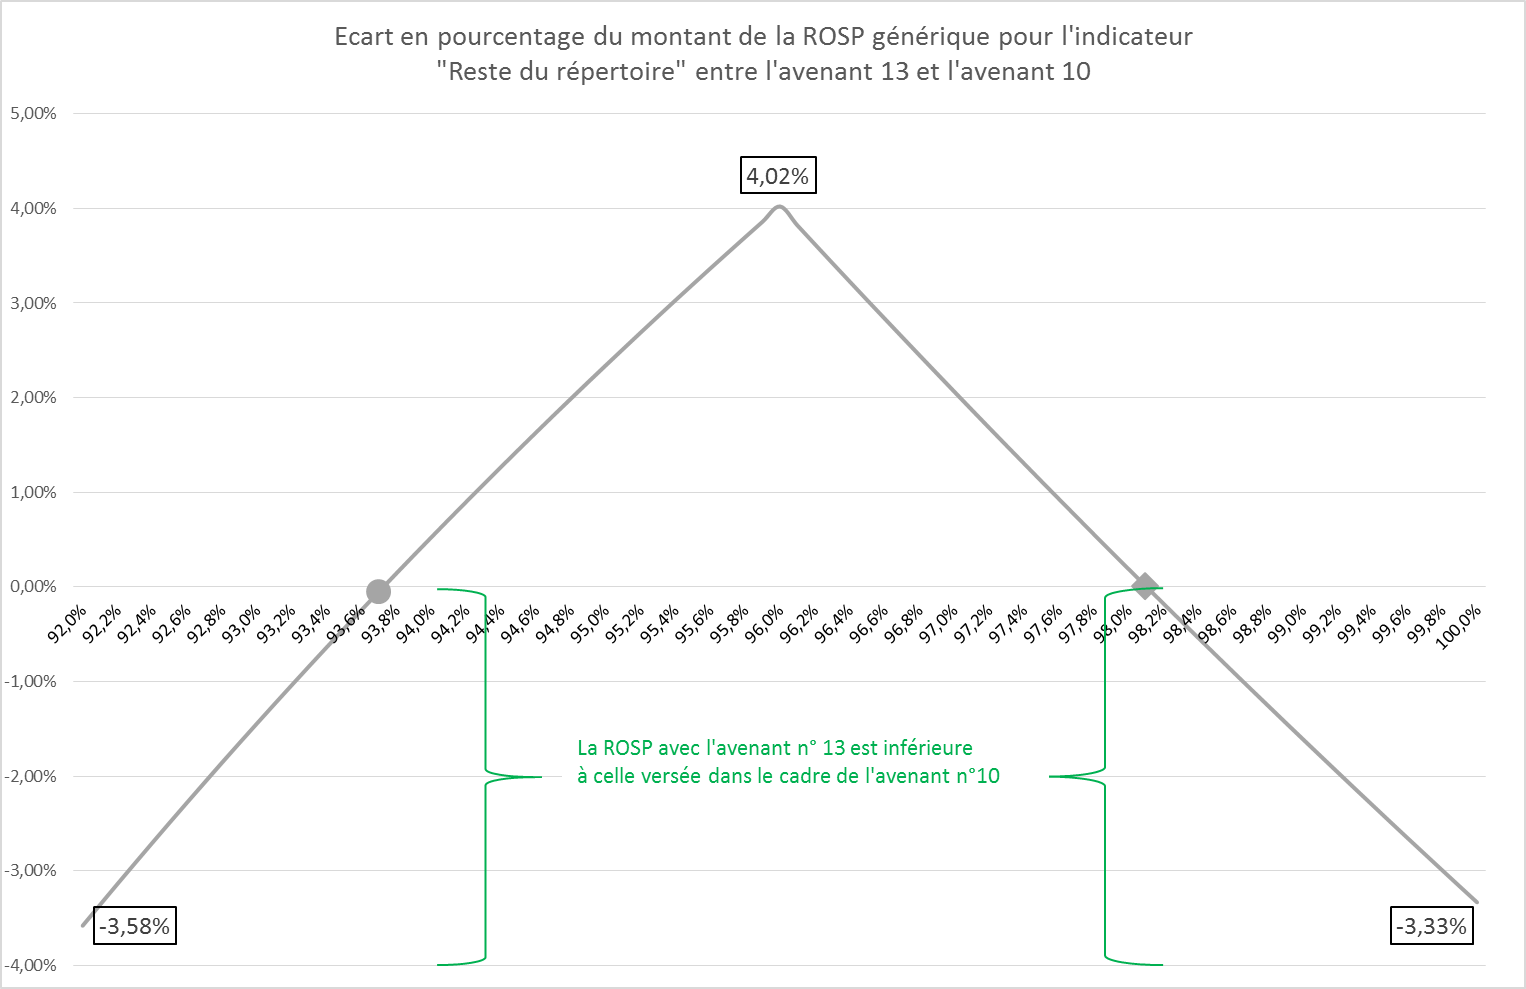 Ecart en pourcentage du montant de la ROSP générique pour l'indicateur
"Reste du répertoire" entre l'avenant 13 et l'avenant 10
5,00%
4,02%
4,00%
3,00%
2,00%
1,00%
0,00%
92,0% 92,2% 92,4% 92,6% 92,8% 93,0% 93,2% 93,4% 93,6% 93,8% 94,0% 94,2% 94,4% 94,6% 94,8% 95,0% 95,2% 95,4% 95,6% 95,8% 96,0% 96,2% 96,4% 96,6% 96,8% 97,0% 97,2% 97,4% 97,6% 97,8% 98,0% 98,2% 98,4% 98,6% 98,8% 99,0% 99,2% 99,4% 99,6% 99,8% 100,0%
-1,00%
La ROSP avec l'avenant n° 13 est inférieure
à celle versée dans le cadre de l'avenant n°10
-2,00%
-3,00%
-3,58%
-3,33%
-4,00%